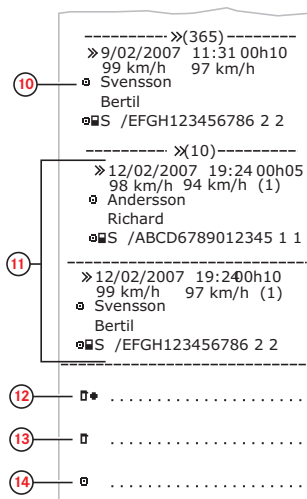 ---------- »(365) ----------
»9/02/2007 11:31 00h10
99 km/h 97 km/h
10
Svensson
Bertil
S /EFGH123456786 2 2
---------- »(10) ----------
»12/02/2007 19:24 00h05
98 km/h 94 km/h (1)
Andersson
Richard
S /ABCD6789012345 1 1
11
»12/02/2007 19:2400h10
99 km/h 97 km/h (1)
Svensson
Bertil
S /EFGH123456786 2 2
12 ....................
13 ....................
14 ....................